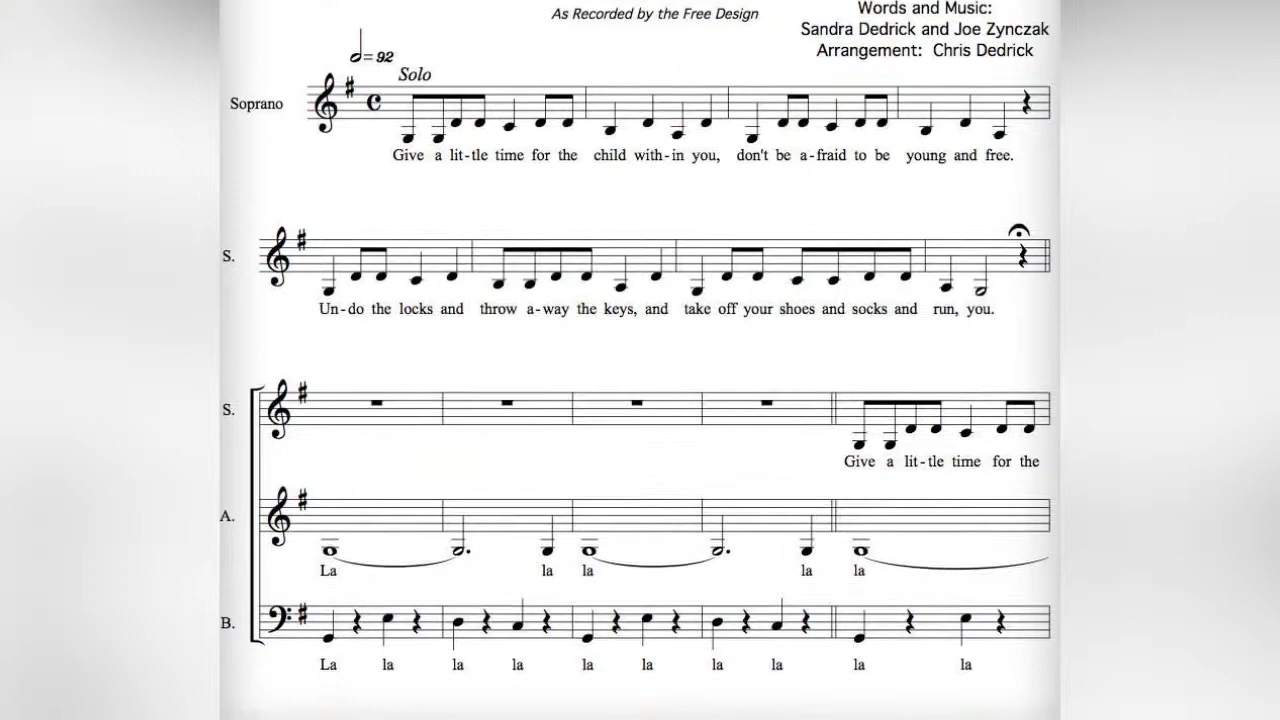 As Recorded by the Free Design
Words and Music:
Sandra Dedrick and Joe Zynczak
Arrangement: Chris Dedrick
= 92
Solo
Soprano
Give a lit-tle time for the child with-in you, don't be a-fraid to be young and free.
S.
Un-do the locks and throw a-way the keys, and take off your shoes and socks and run, you.
S.
Give a lit-tle time for the
A.
La la la la la
B.
La la la la la la la la la la